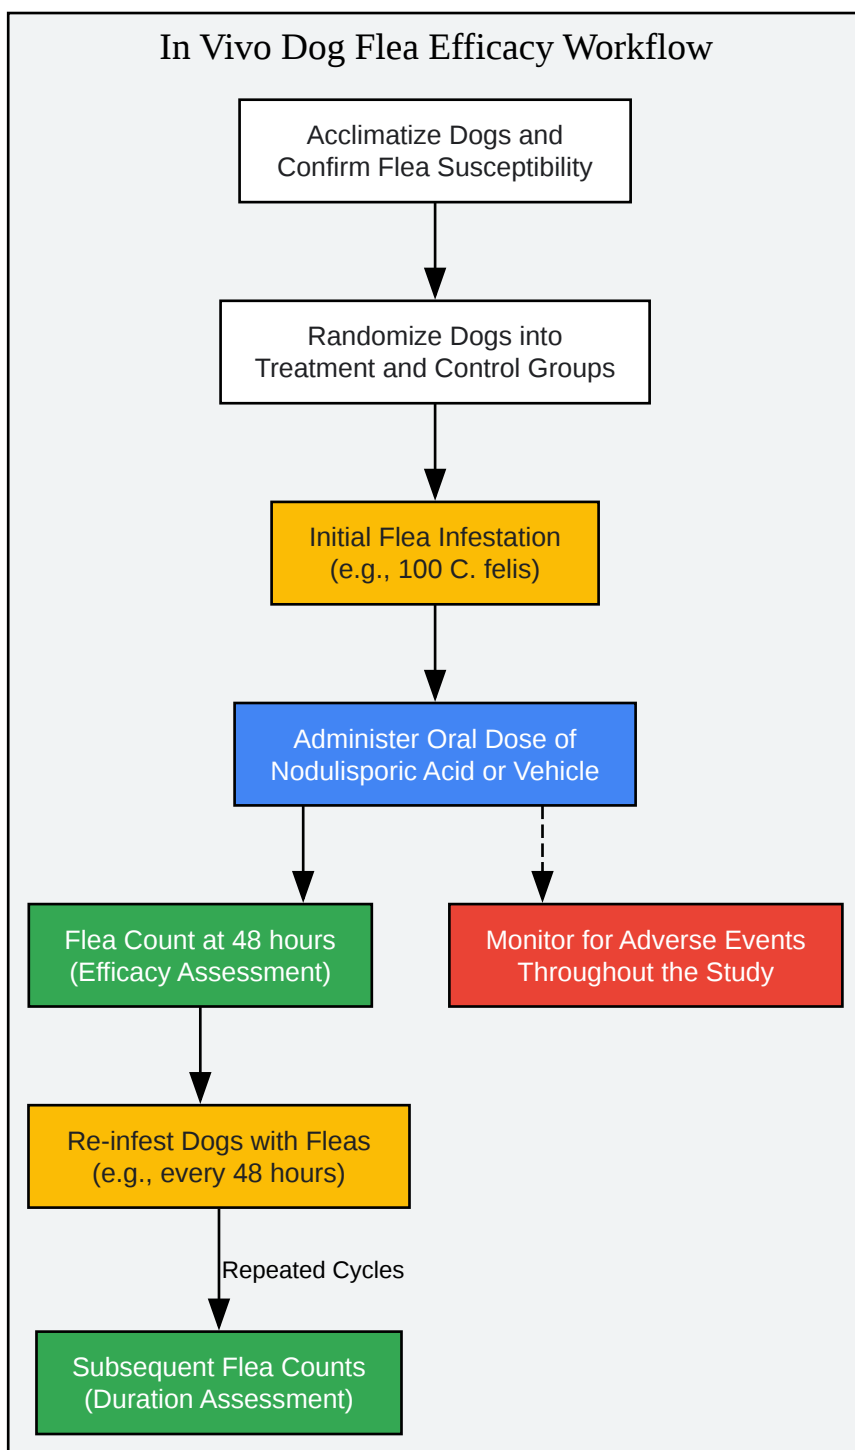 In Vivo Dog Flea Efficacy Workflow
Acclimatize Dogs and
Confirm Flea Susceptibility
Randomize Dogs into
Treatment and Control Groups
Initial Flea Infestation
(e.g., 100 C. felis)
Administer Oral Dose of
Nodulisporic Acid or Vehicle
Flea Count at 48 hours
(Efficacy Assessment)
Monitor for Adverse Events
Throughout the Study
Re-infest Dogs with Fleas
(e.g., every 48 hours)
Repeated Cycles
Subsequent Flea Counts
(Duration Assessment)